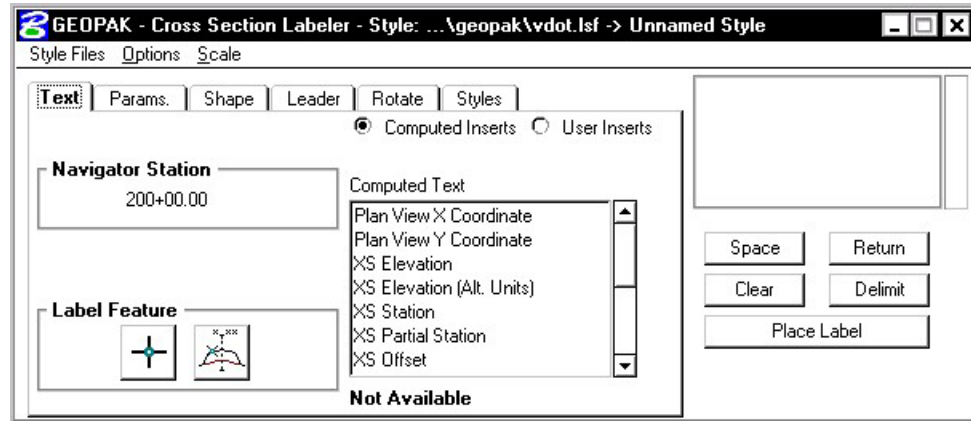 GEOPAK - Cross Section Labeler - Style: ...\geopak\vdot.lsf -> Unnamed Style
Style Files Options Scale
Text Params. Shape Leader Rotate Styles
Computed Inserts User Inserts
Navigator Station
200+00.00
Computed Text
Plan View X Coordinate
Plan View Y Coordinate
XS Elevation
XS Elevation (Alt. Units)
XS Station
XS Partial Station
XS Offset
Not Available
Label Feature
Space Return
Clear Delimit
Place Label